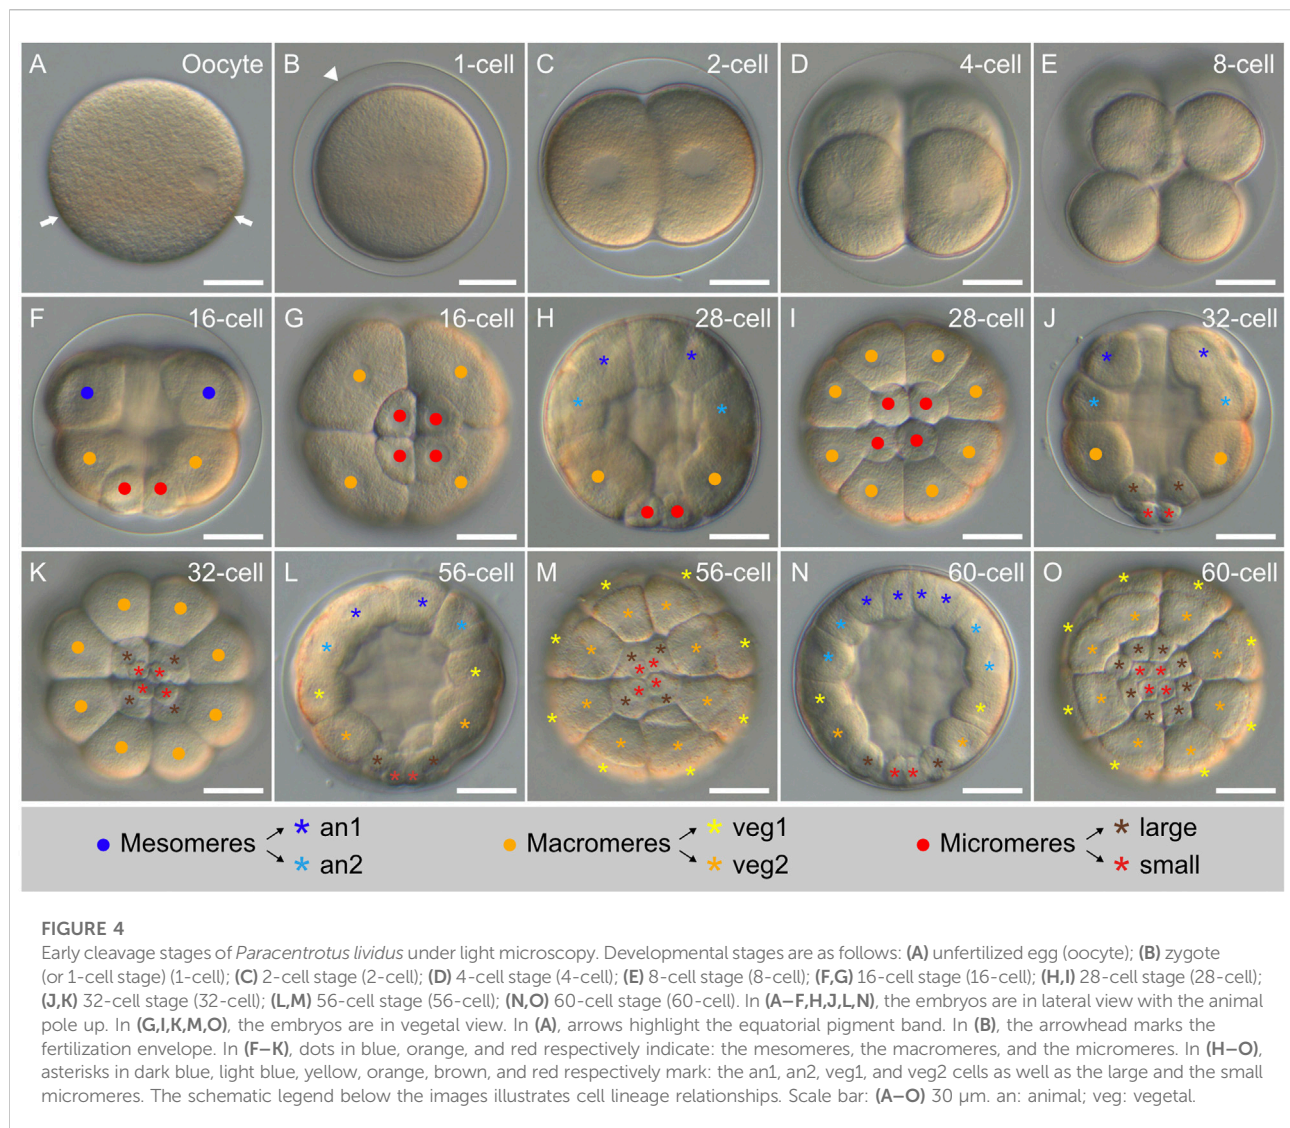 A Oocyte B 1-cell C 2-cell D 4-cell E 8-cell
F 16-cell G 16-cell H 28-cell I 28-cell J 32-cell
K 32-cell L 56-cell M 56-cell N 60-cell O 60-cell
Mesomeres an1 an2 Macromeres veg1 veg2 Micromeres large small
FIGURE 4
Early cleavage stages of Paracentrotus lividus under light microscopy. Developmental stages are as follows: (A) unfertilized egg (oocyte); (B) zygote
(or 1-cell stage) (1-cell); (C) 2-cell stage (2-cell); (D) 4-cell stage (4-cell); (E) 8-cell stage (8-cell); (F,G) 16-cell stage (16-cell); (H,I) 28-cell stage (28-cell);
(J,K) 32-cell stage (32-cell); (L,M) 56-cell stage (56-cell); (N,O) 60-cell stage (60-cell). In (A–F,H,J,L,N), the embryos are in lateral view with the animal
pole up. In (G,I,K,M,O), the embryos are in vegetal view. In (A), arrows highlight the equatorial pigment band. In (B), the arrowhead marks the
fertilization envelope. In (F–K), dots in blue, orange, and red respectively indicate: the mesomeres, the macromeres, and the micromeres. In (H–O),
asterisks in dark blue, light blue, yellow, orange, brown, and red respectively mark: the an1, an2, veg1, and veg2 cells as well as the large and the small
micromeres. The schematic legend below the images illustrates cell lineage relationships. Scale bar: (A–O) 30 µm. an: animal; veg: vegetal.